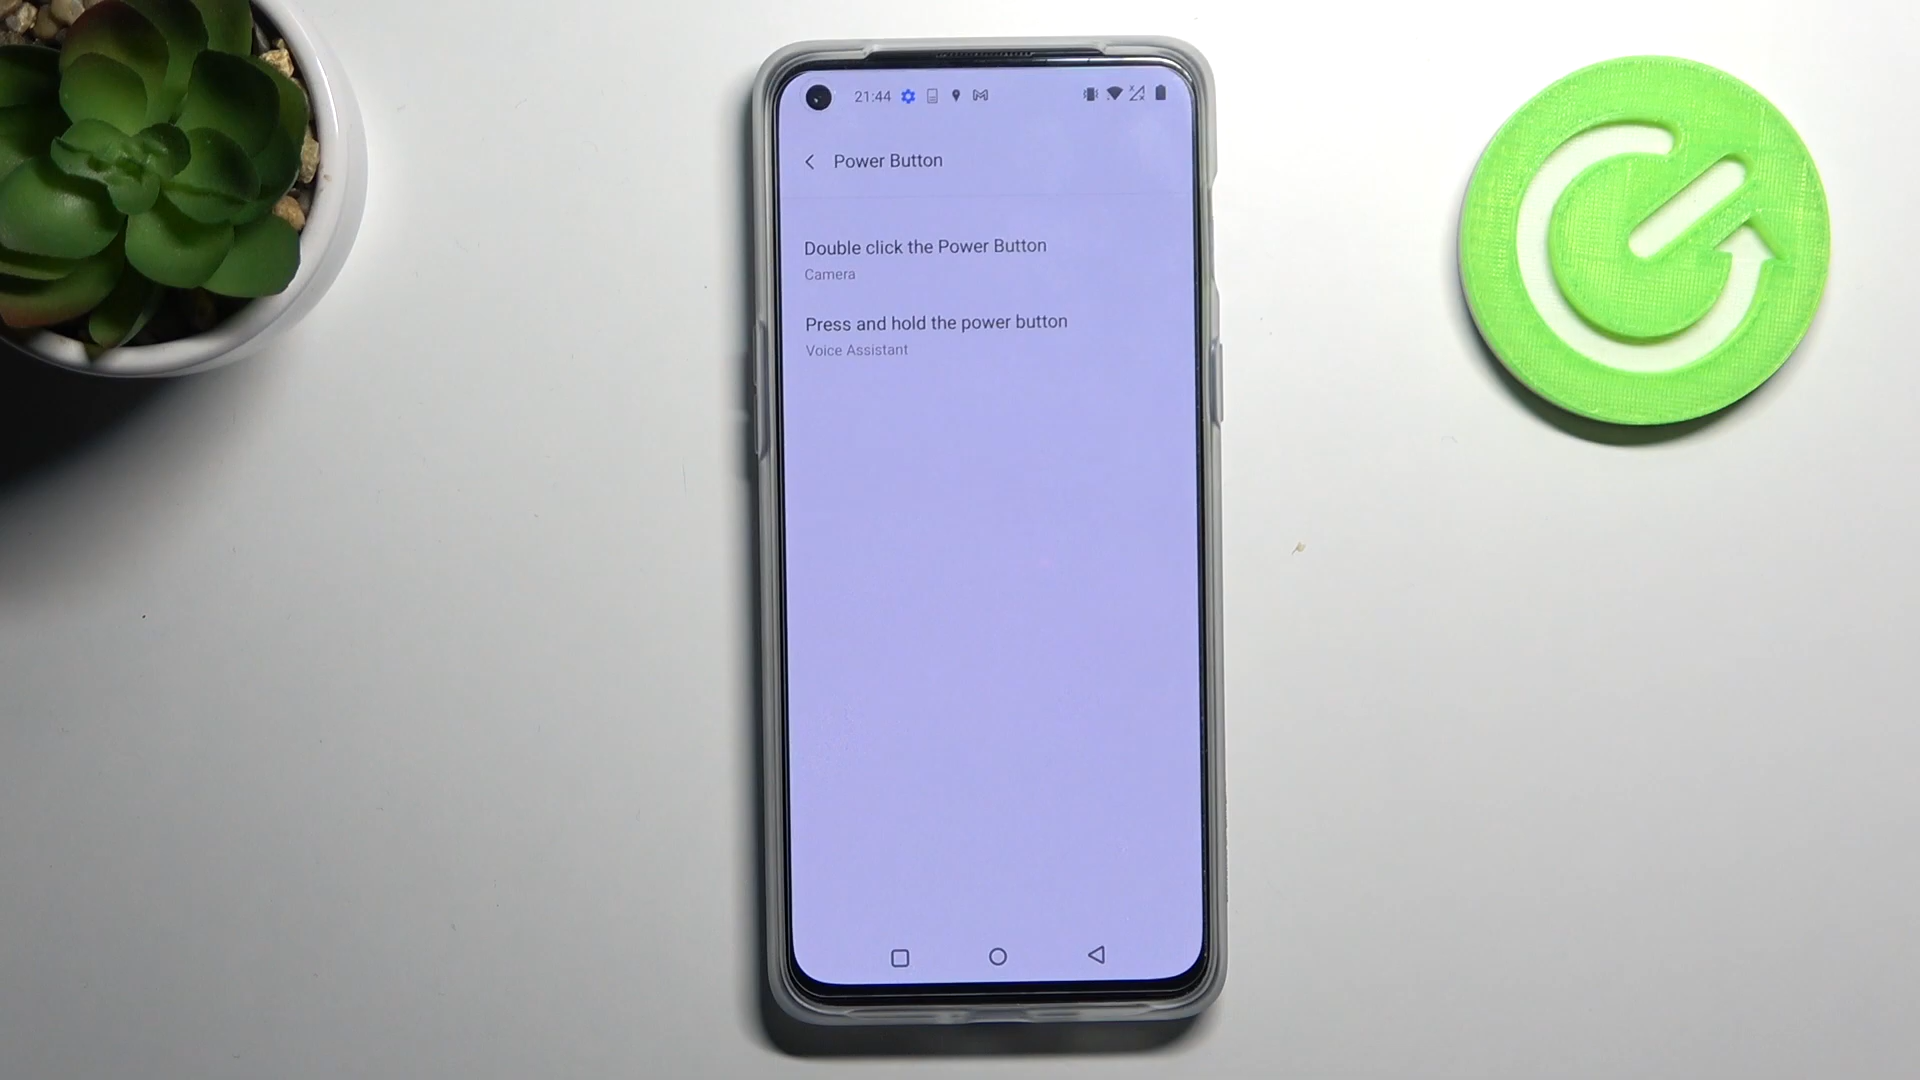 21:44
Power Button
Double click the Power Button
Camera
Press and hold the power button
Voice Assistant